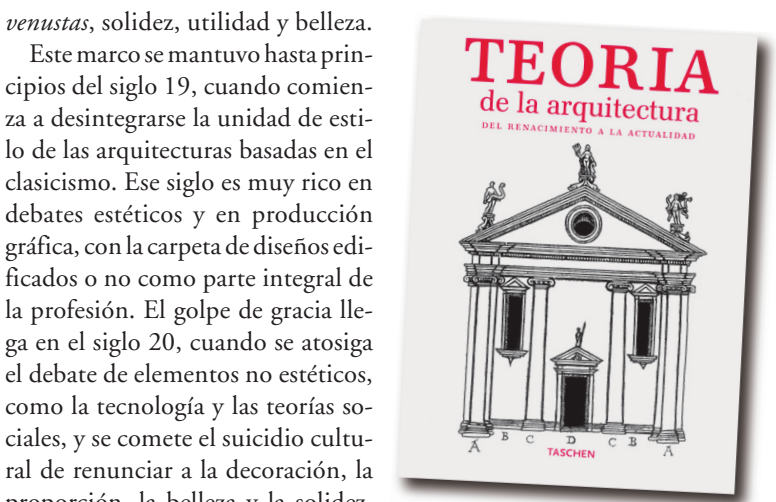 venustas, solidez, utilidad y belleza.
Este marco se mantuvo hasta prin-
cipios del siglo 19, cuando comien-
za a desintegrarse la unidad de esti-
lo de las arquitecturas basadas en el
clasicismo. Ese siglo es muy rico en
debates estéticos y en producción
gráfica, con la carpeta de diseños edi-
ficados o no como parte integral de
la profesión. El golpe de gracia lle-
ga en el siglo 20, cuando se atosiga
el debate de elementos no estéticos,
como la tecnología y las teorías so-
ciales, y se comete el suicidio cultu-
ral de renunciar a la decoración, la
proporción, la belleza y la solidez.
TEORIA
de la arquitectura
DEL RENACIMIENTO A LA ACTUALIDAD
A B C D C B A
TASCHEN